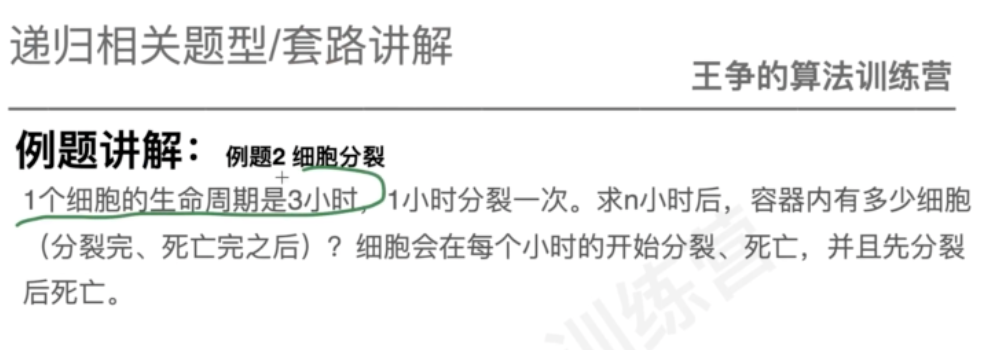 递归相关题型/套路讲解
王争的算法训练营
例题讲解：例题2 细胞分裂
1个细胞的生命周期是3小时，1小时分裂一次。求n小时后，容器内有多少细胞
（分裂完、死亡完之后）？细胞会在每个小时的开始分裂、死亡，并且先分裂
后死亡。
训练营